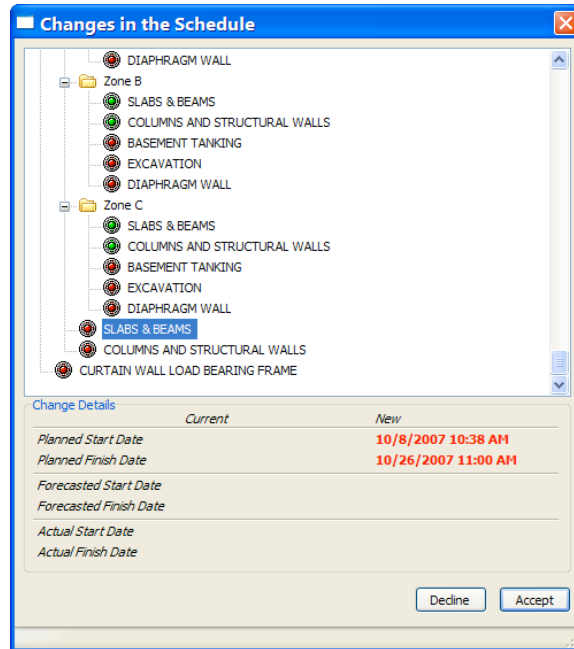 Changes in the Schedule
DIAPHRAGM WALL
Zone B
SLABS & BEAMS
COLUMNS AND STRUCTURAL WALLS
BASEMENT TANKING
EXCAVATION
DIAPHRAGM WALL
Zone C
SLABS & BEAMS
COLUMNS AND STRUCTURAL WALLS
BASEMENT TANKING
EXCAVATION
DIAPHRAGM WALL
SLABS & BEAMS
COLUMNS AND STRUCTURAL WALLS
CURTAIN WALL LOAD BEARING FRAME
Change Details
Current New
Planned Start Date 10/8/2007 10:38 AM
Planned Finish Date 10/26/2007 11:00 AM
Forecasted Start Date
Forecasted Finish Date
Actual Start Date
Actual Finish Date
Decline Accept